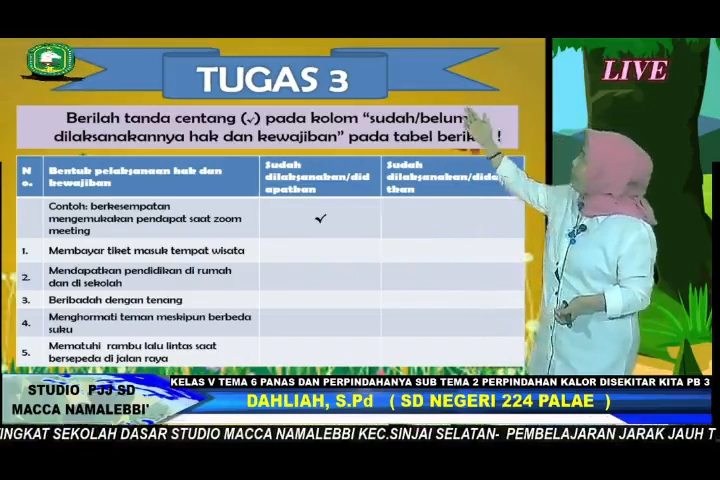 LIVE
TUGAS 3
Berilah tanda centang (✓) pada kolom "sudah/belum
dilaksanakannya hak dan kewajiban" pada tabel !
N
o.
Bentuk pelaksanaan hak dan
kewajiban
Sudah
dilaksanakan/did
apatkan
Sudah
dilaksanakan/dida
tkan
Contoh: berkesempatan
mengemukakan pendapat saat zoom
meeting
✓
1. Membayar tiket masuk tempat wisata
2. Mendapatkan pendidikan di rumah
dan di sekolah
3. Beribadah dengan tenang
4. Menghormati teman meskipun berbeda
suku
5. Mematuhi rambu lalu lintas saat
bersepeda di jalan raya
STUDIO PJJ SD
MACCA NAMALEBBI'
KELAS V TEMA 6 PANAS DAN PERPINDAHANYA SUB TEMA 2 PERPINDAHAN KALOR DISEKITAR KITA PB 3
DAHLIAH, S.Pd ( SD NEGERI 224 PALAE )
TINGKAT SEKOLAH DASAR STUDIO MACCA NAMALEBBI KEC.SINJAI SELATAN- PEMBELAJARAN JARAK JAUH T